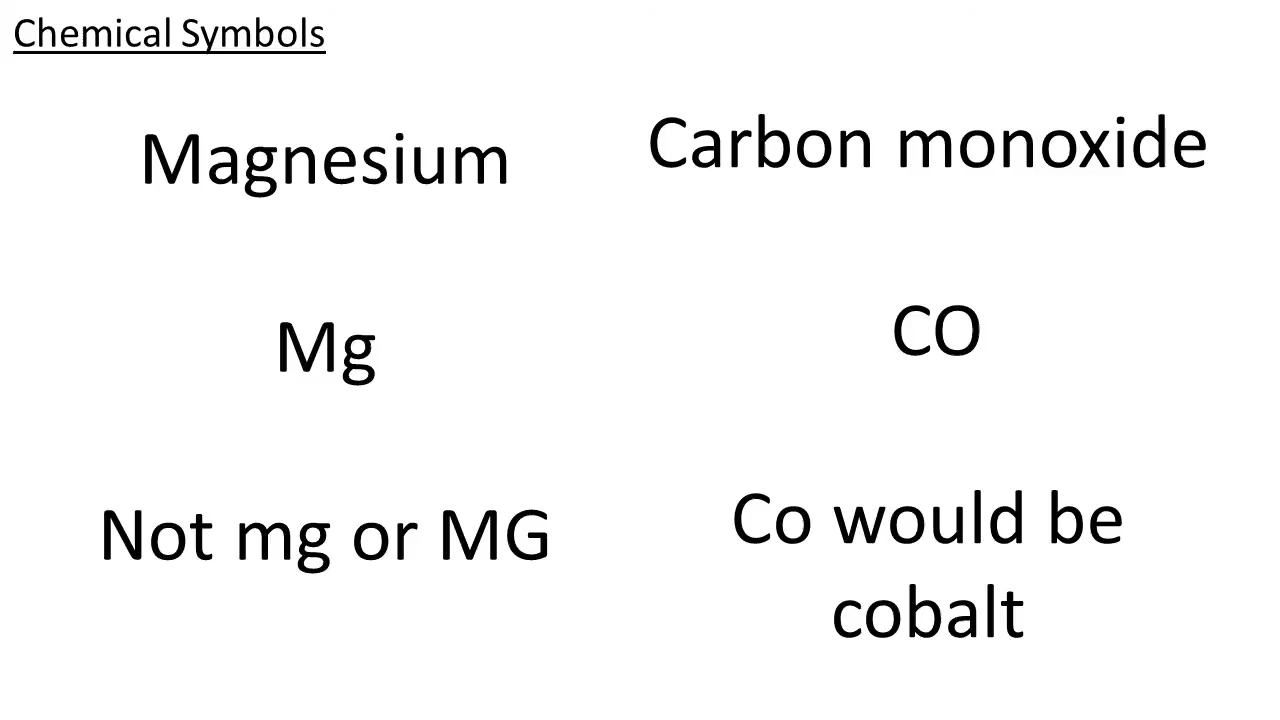 Chemical Symbols
Magnesium
Mg
Not mg or MG
Carbon monoxide
CO
Co would be
cobalt